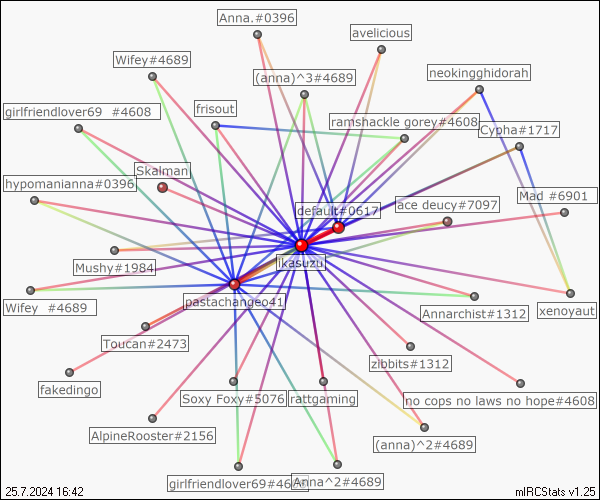 Anna.#0396
avelicious
Wifey#4689
(anna)^3#4689
neokingghidorah
girlfriendlover69 #4608
frisout
ramshackle gorey#4608
Cypha#1717
Skalman
hypomanianna#0396
Mad #6901
default#0617
ace deucy#7097
Mushy#1984
ikasuzu
Wifey #4689
pastachangeo41
Annarchist#1312
xenoyaut
Toucan#2473
zibbits#1312
fakedingo
Soxy Foxy#5076
rattgaming
no cops no laws no hope#4608
AlpineRooster#2156
(anna)^2#4689
girlfriendlover69#4
Anna^2#4689
25.7.2024 16:42
mIRCStats v1.25